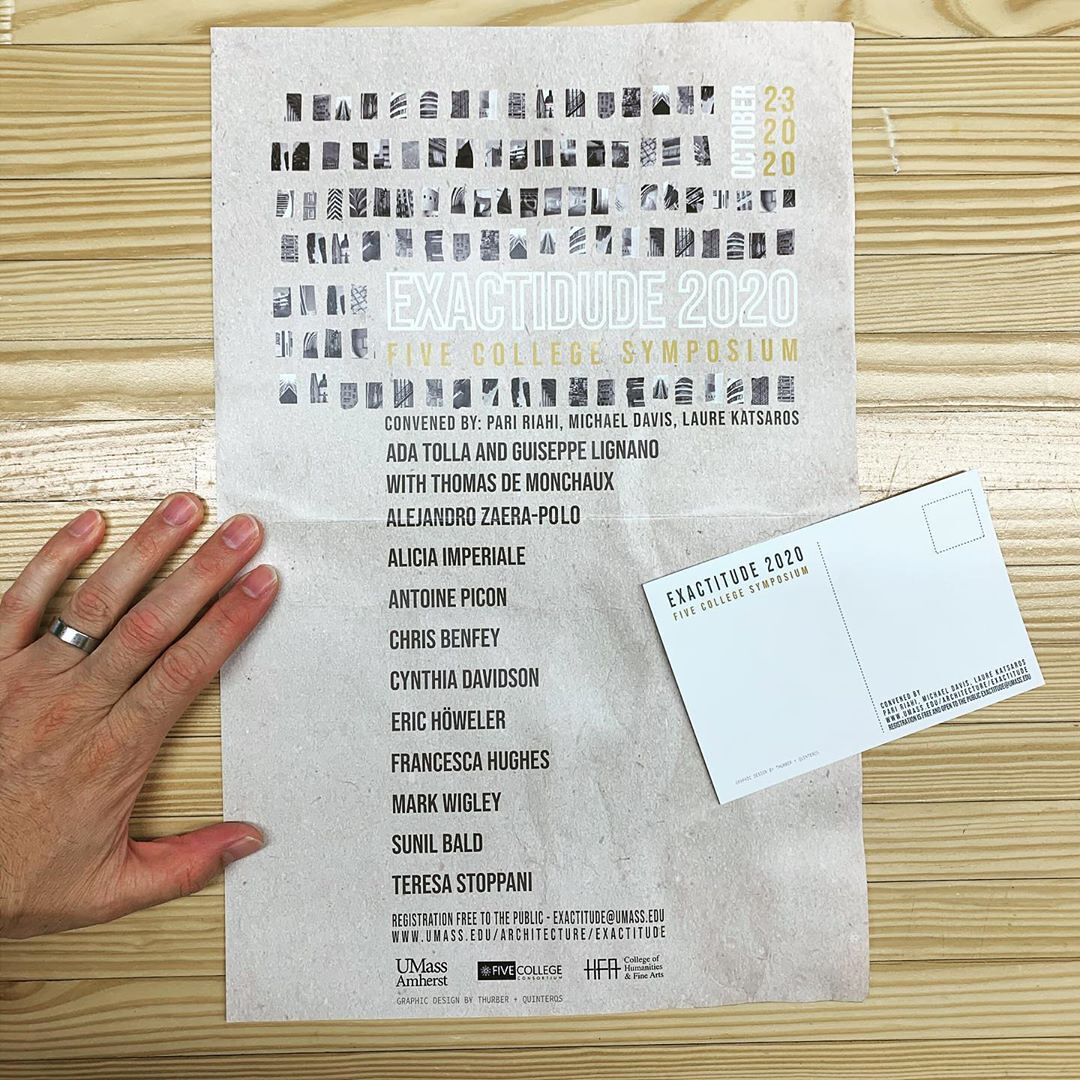 OCTOBER
23
20
20
EXACTIDUDE 2020
FIVE COLLEGE SYMPOSIUM
CONVENED BY: PARI RIAHI, MICHAEL DAVIS, LAURE KATSAROS
ADA TOLLA AND GUISEPPE LIGNANO
WITH THOMAS DE MONCHAUX
ALEJANDRO ZAERA-POLO
ALICIA IMPERIALE
ANTOINE PICON
CHRIS BENFEY
CYNTHIA DAVIDSON
ERIC HÖWELER
FRANCESCA HUGHES
MARK WIGLEY
SUNIL BALD
TERESA STOPPANI
REGISTRATION FREE TO THE PUBLIC - EXACTITUDE@UMASS.EDU
WWW.UMASS.EDU/ARCHITECTURE/EXACTITUDE
UMass
Amherst
FIVE COLLEGE
CONSORTIUM
HFA
College of
Humanities
& Fine Arts
GRAPHIC DESIGN BY THURBER + QUINTEROS
EXACTITUDE 2020
FIVE COLLEGE SYMPOSIUM
CONVENED BY
PARI RIAHI, MICHAEL DAVIS, LAURE KATSAROS
WWW.UMASS.EDU/ARCHITECTURE/EXACTITUDE
REGISTRATION IS FREE AND OPEN TO THE PUBLIC EXACTITUDE@UMASS.EDU
GRAPHIC DESIGN BY THURBER + QUINTEROS